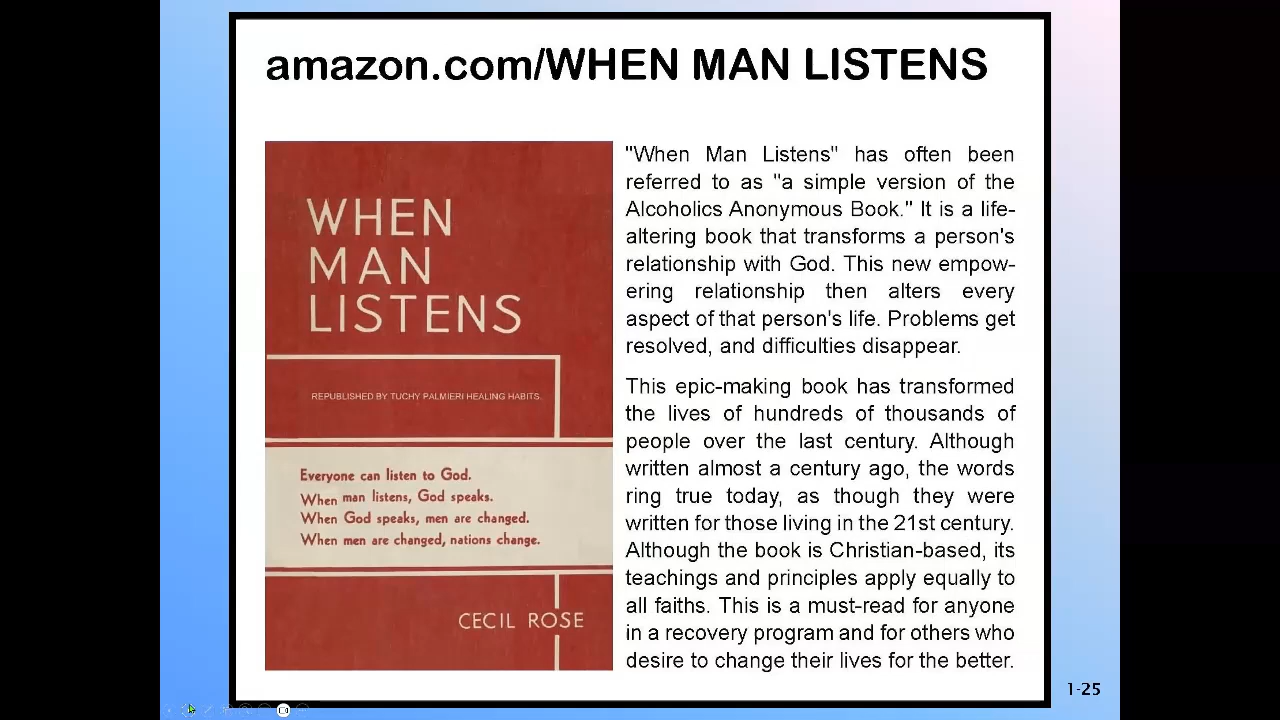 amazon.com/WHEN MAN LISTENS
WHEN
MAN
LISTENS
REPUBLISHED BY TUCHY PALMIERI HEALING HABITS.
Everyone can listen to God.
When man listens, God speaks.
When God speaks, men are changed.
When men are changed, nations change.
CECIL ROSE
"When Man Listens" has often been
referred to as "a simple version of the
Alcoholics Anonymous Book." It is a life-
altering book that transforms a person's
relationship with God. This new empow-
ering relationship then alters every
aspect of that person's life. Problems get
resolved, and difficulties disappear.
This epic-making book has transformed
the lives of hundreds of thousands of
people over the last century. Although
written almost a century ago, the words
ring true today, as though they were
written for those living in the 21st century.
Although the book is Christian-based, its
teachings and principles apply equally to
all faiths. This is a must-read for anyone
in a recovery program and for others who
desire to change their lives for the better.
1-25